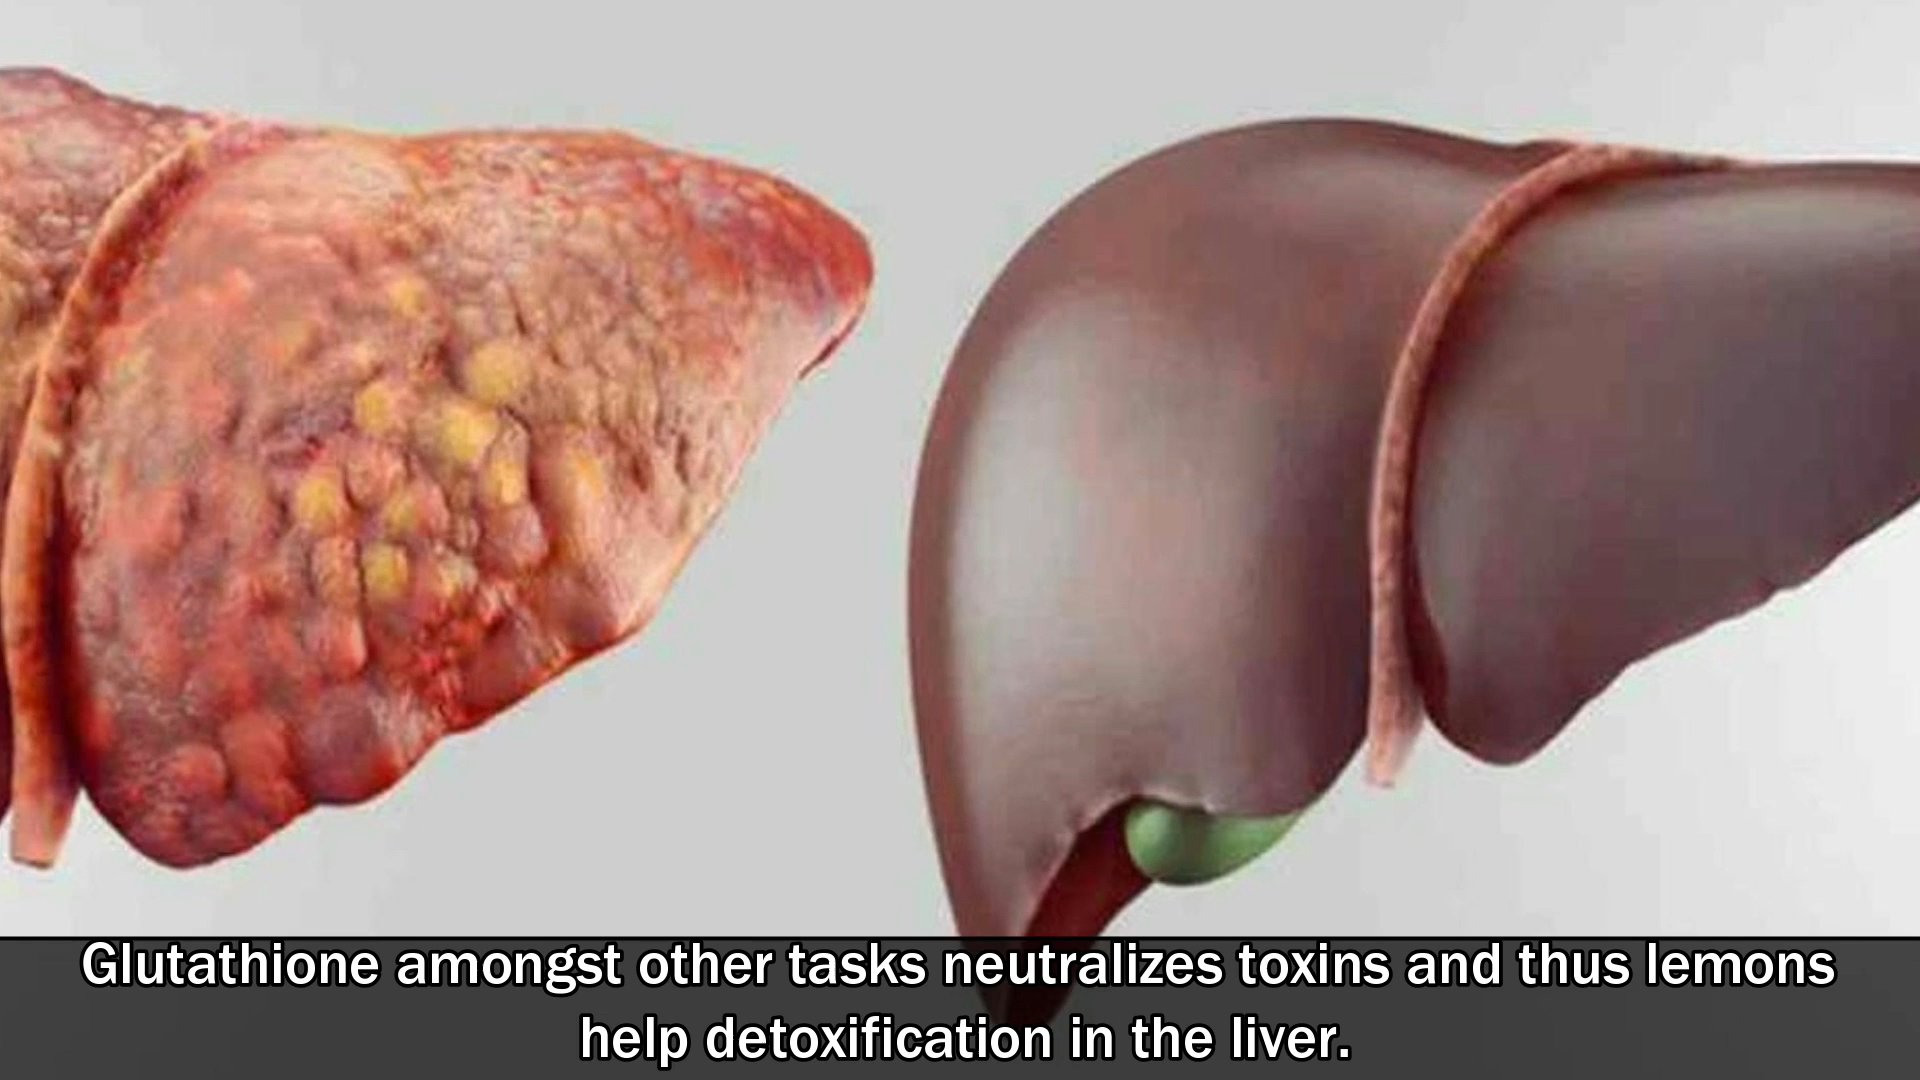 Glutathione amongst other tasks neutralizes toxins and thus lemons
help detoxification in the liver.